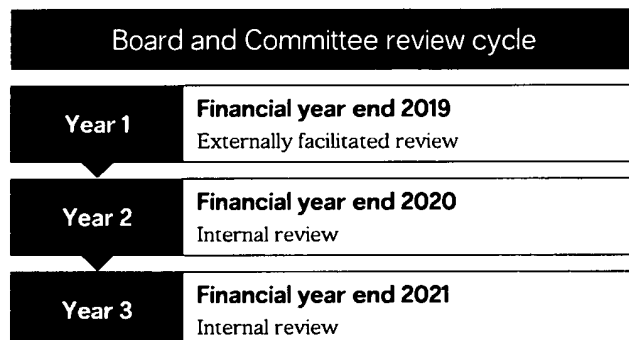 Board and Committee review cycle
Year 1
Financial year end 2019
Externally facilitated review
Year 2
Financial year end 2020
Internal review
Year 3
Financial year end 2021
Internal review